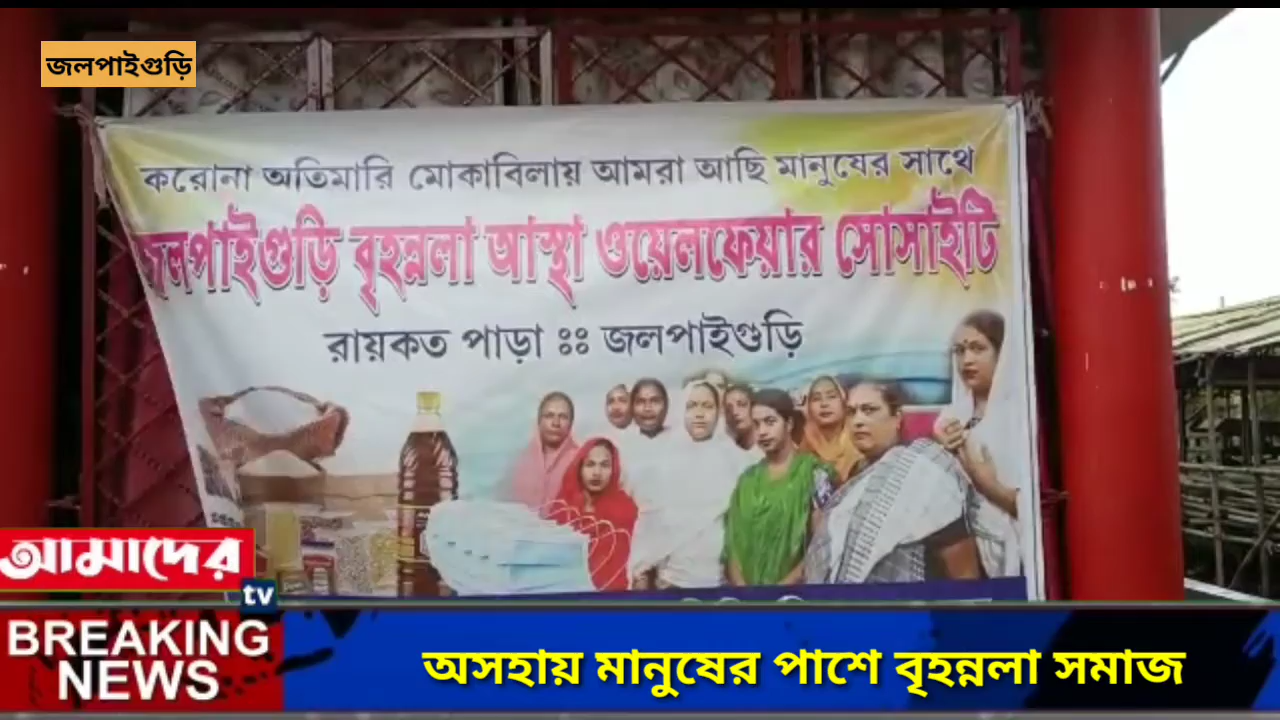 জলপাইগুড়ি
করোনা অতিমারি মোকাবিলায় আমরা আছি মানুষের সাথে
জলপাইগুড়ি বৃহন্নলা আস্থা ওয়েলফেয়ার সোসাইটি
রায়কত পাড়া ঃঃ জলপাইগুড়ি
আমাদের
tv
BREAKING
NEWS
অসহায় মানুষের পাশে বৃহন্নলা সমাজ